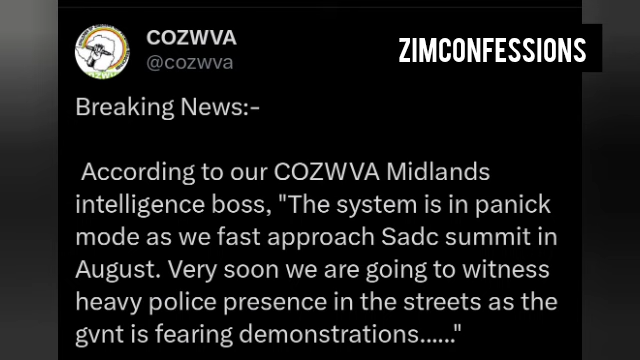 COZWVA
@cozwva
ZIMCONFESSIONS
Breaking News:-
According to our COZWVA Midlands
intelligence boss, "The system is in panick
mode as we fast approach Sadc summit in
August. Very soon we are going to witness
heavy police presence in the streets as the
gvnt is fearing demonstrations......"